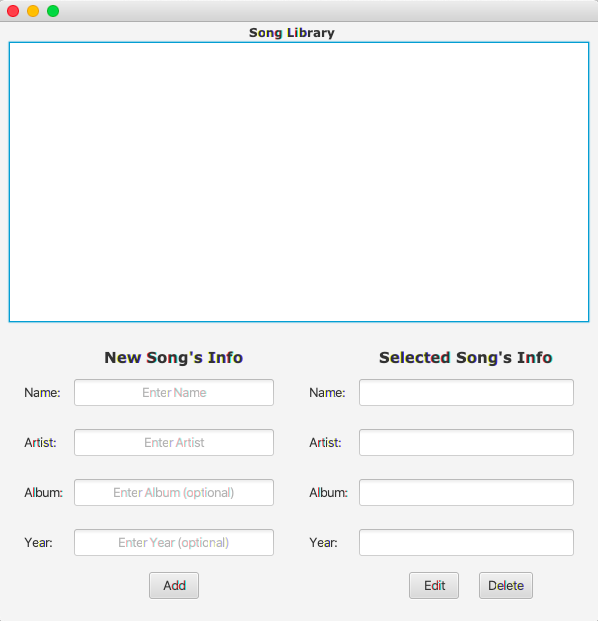 Song Library
New Song's Info
Name:
Enter Name
Artist:
Enter Artist
Album:
Enter Album (optional)
Year:
Enter Year (optional)
Add
Selected Song's Info
Name:
Artist:
Album:
Year:
Edit
Delete